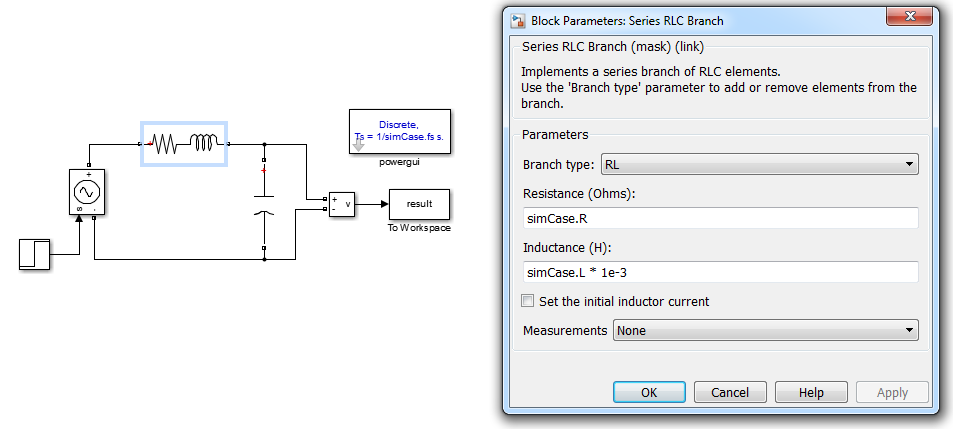 Discrete,
Ts = 1/simCase.fs s.
powergui
+
s
-
+
-
v
result
To Workspace
+
+
Block Parameters: Series RLC Branch
Series RLC Branch (mask) (link)
Implements a series branch of RLC elements.
Use the 'Branch type' parameter to add or remove elements from the
branch.
Parameters
Branch type: RL
Resistance (Ohms):
simCase.R
Inductance (H):
simCase.L * 1e-3
Set the initial inductor current
Measurements None
OK Cancel Help Apply